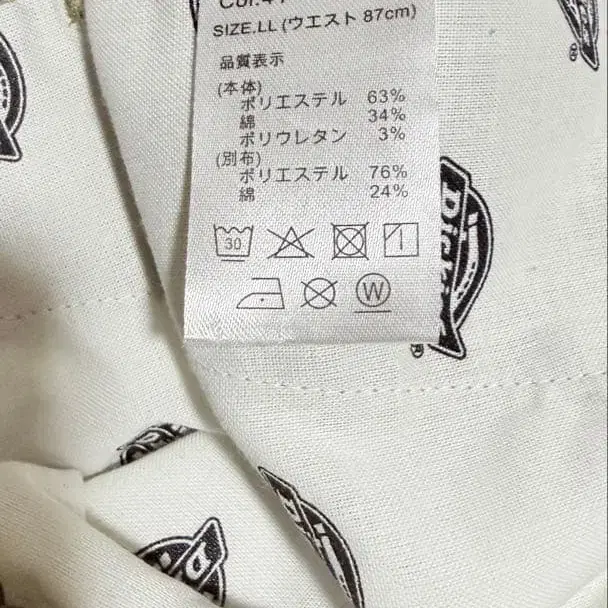 SIZE.LL (ウエスト 87cm)
品質表示
(本体)
ポリエステル 63%
綿 34%
ポリウレタン 3%
(別布)
ポリエステル 76%
綿 24%
30
W
Dickies
®
®